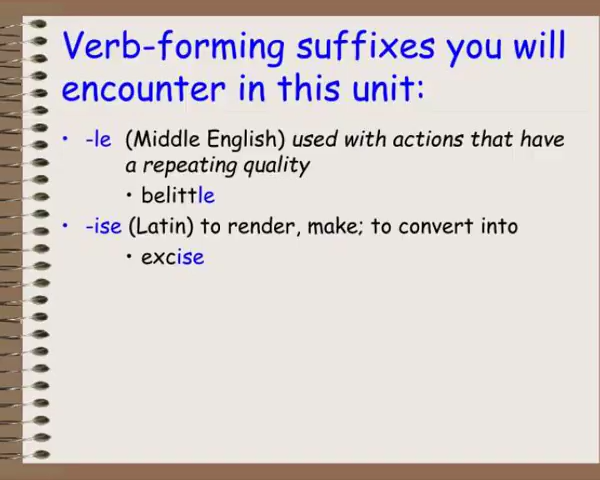 Verb-forming suffixes you will
encounter in this unit:
• -le (Middle English) used with actions that have
a repeating quality
• belittle
• -ise (Latin) to render, make; to convert into
• excise